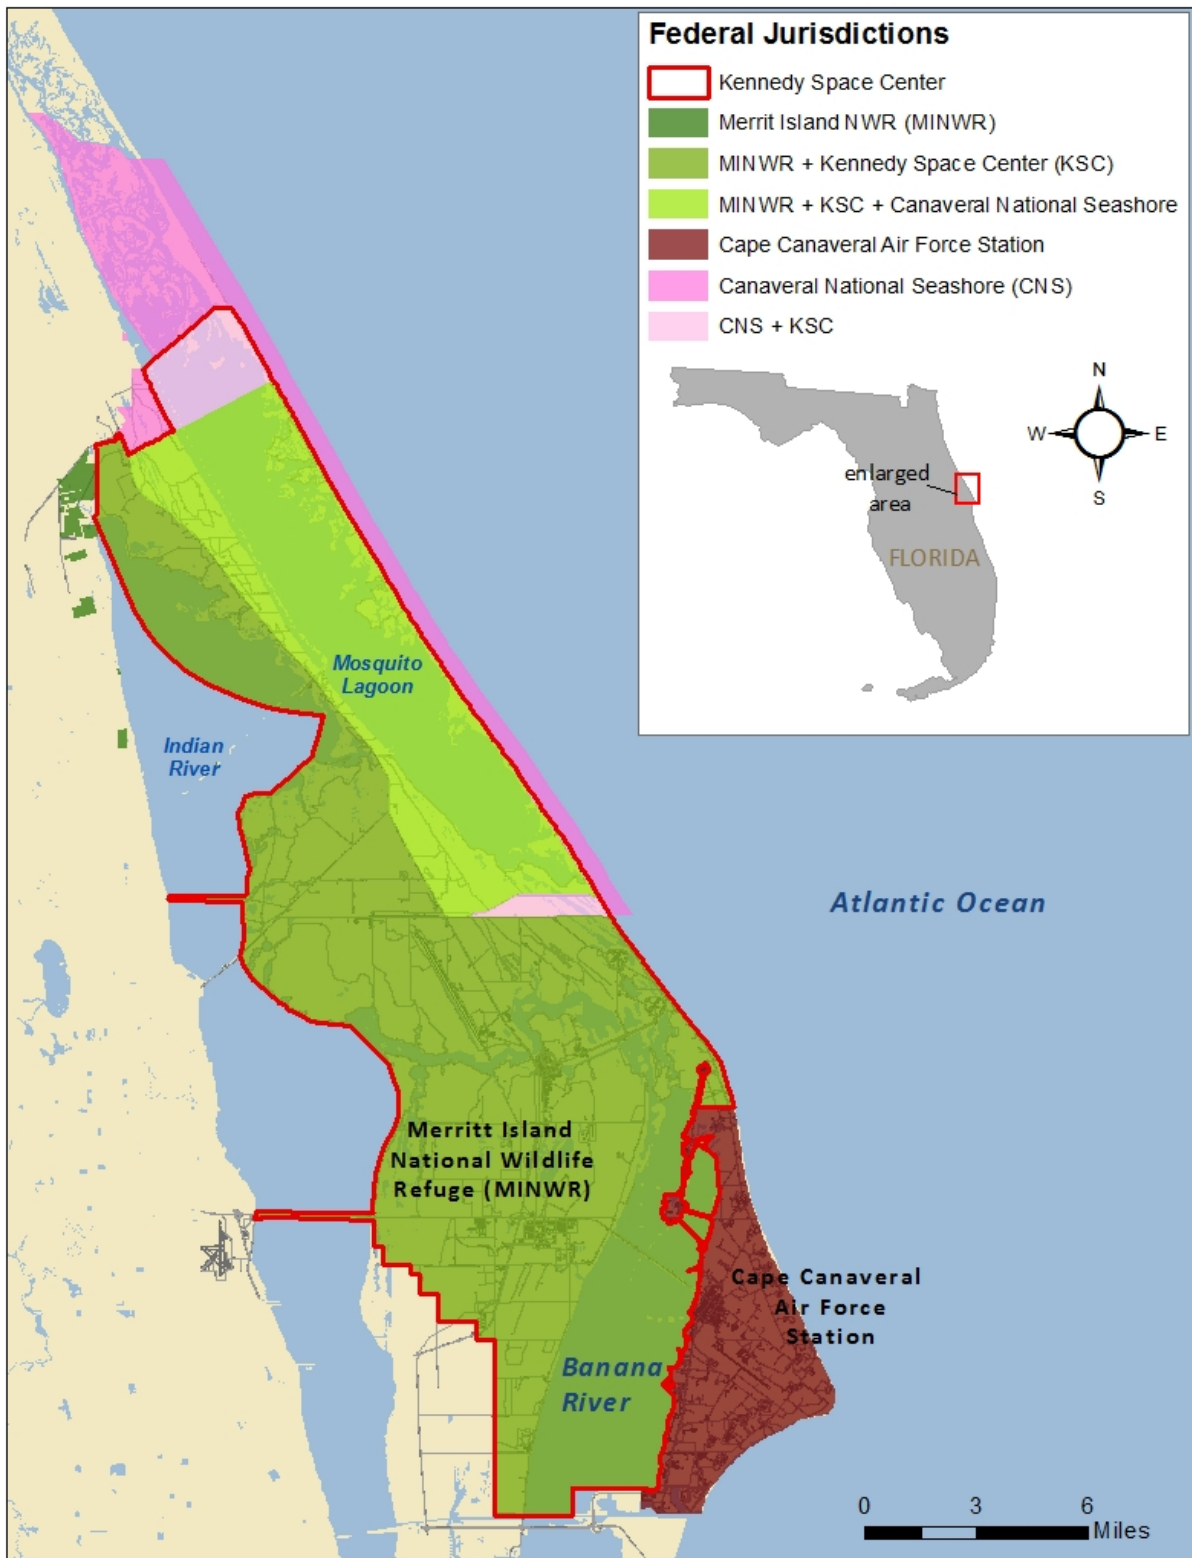 Federal Jurisdictions
Kennedy Space Center
Merrit Island NWR (MINWR)
MINWR + Kennedy Space Center (KSC)
MINWR + KSC + Canaveral National Seashore
Cape Canaveral Air Force Station
Canaveral National Seashore (CNS)
CNS + KSC
N
W
E
S
enlarged
area
FLORIDA
Mosquito
Lagoon
Indian
River
Atlantic Ocean
Merritt Island
National Wildlife
Refuge (MINWR)
Cape Canaveral
Air Force
Station
Banana
River
0 3 6
Miles